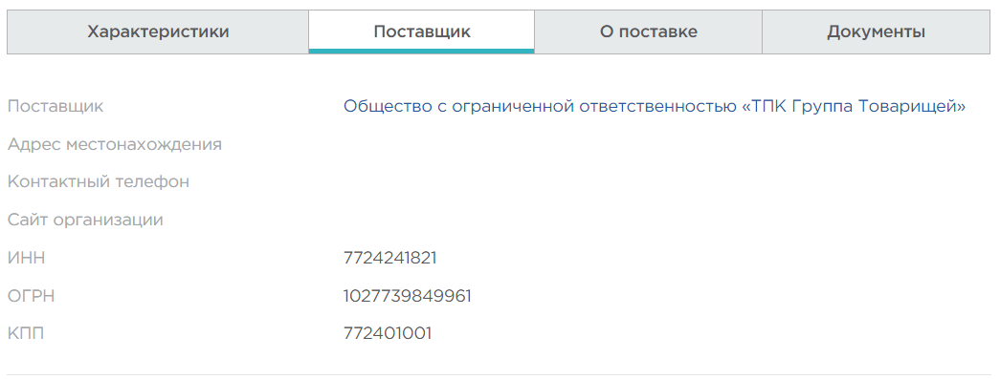 Характеристики Поставщик О поставке Документы
Поставщик Общество с ограниченной ответственностью «ТПК Группа Товарищей»
Адрес местонахождения
Контактный телефон
Сайт организации
ИНН 7724241821
ОГРН 1027739849961
КПП 772401001